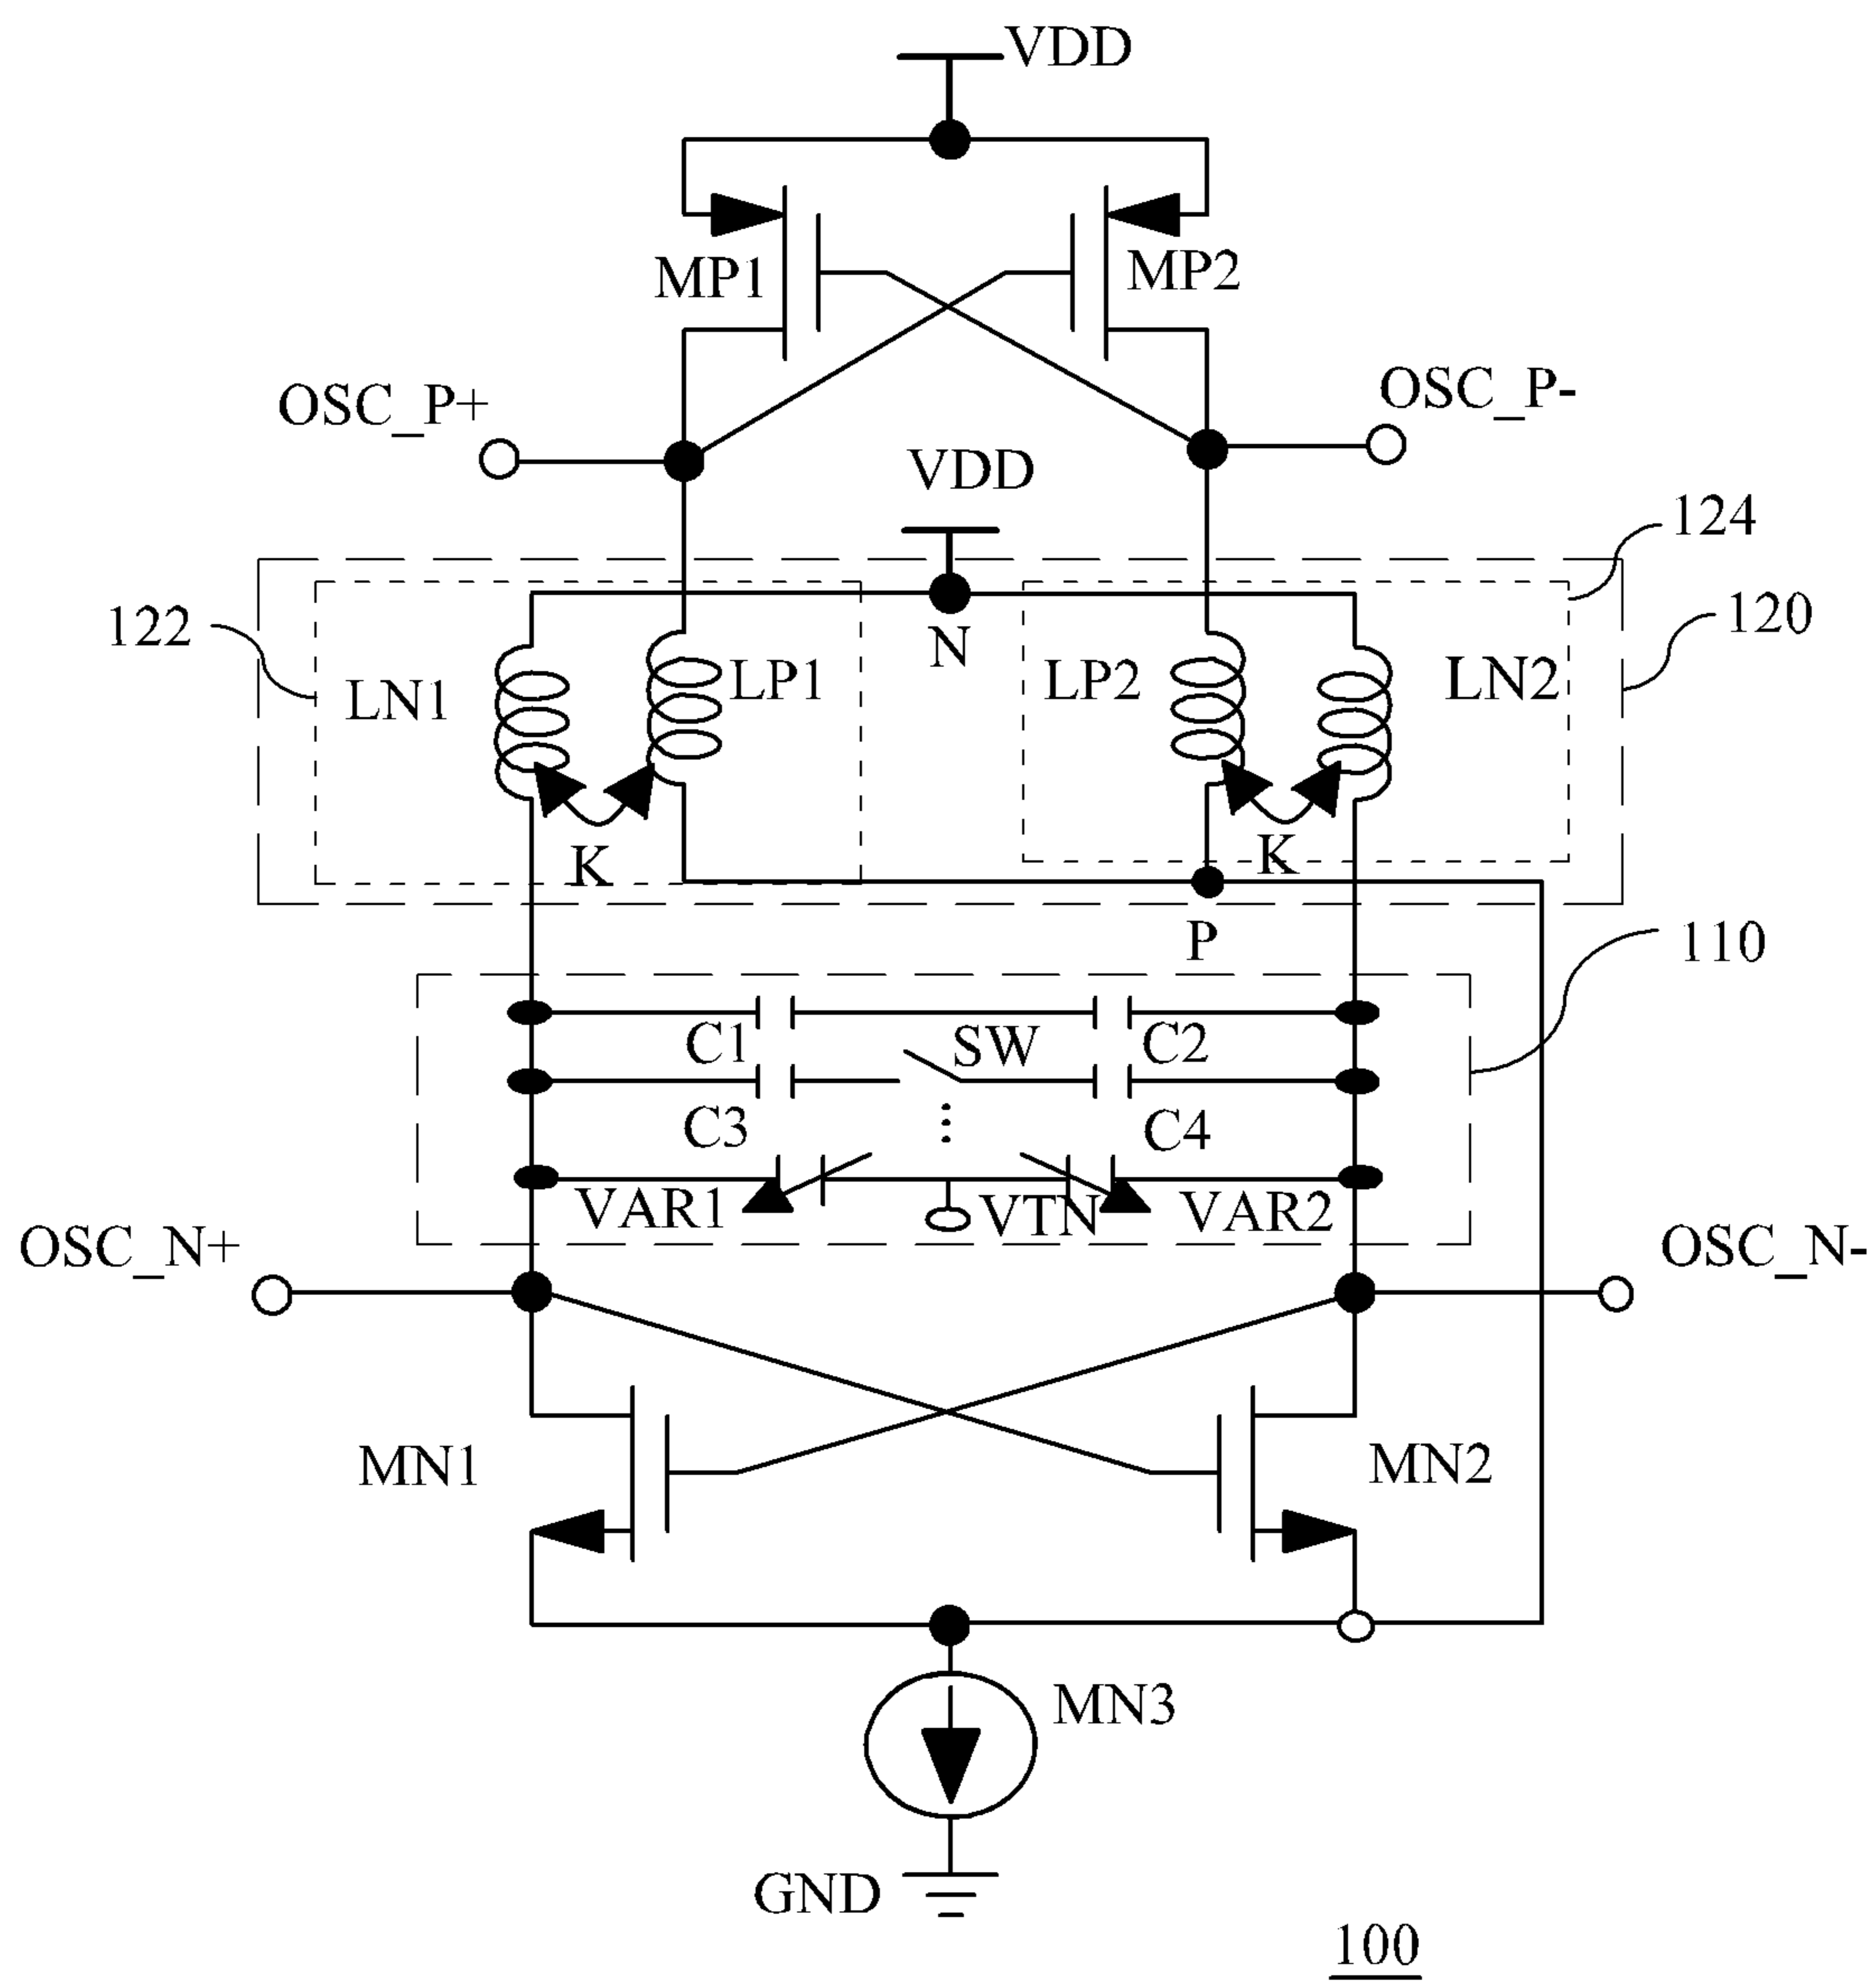 VDD
MP1
MP2
OSC_P+
OSC_P-
VDD
124
122
120
N
LN1
LP1
LP2
LN2
K
K
P
110
C1
SW
C2
C3
C4
VAR1
VTN
VAR2
OSC_N+
OSC_N-
MN1
MN2
MN3
GND
100